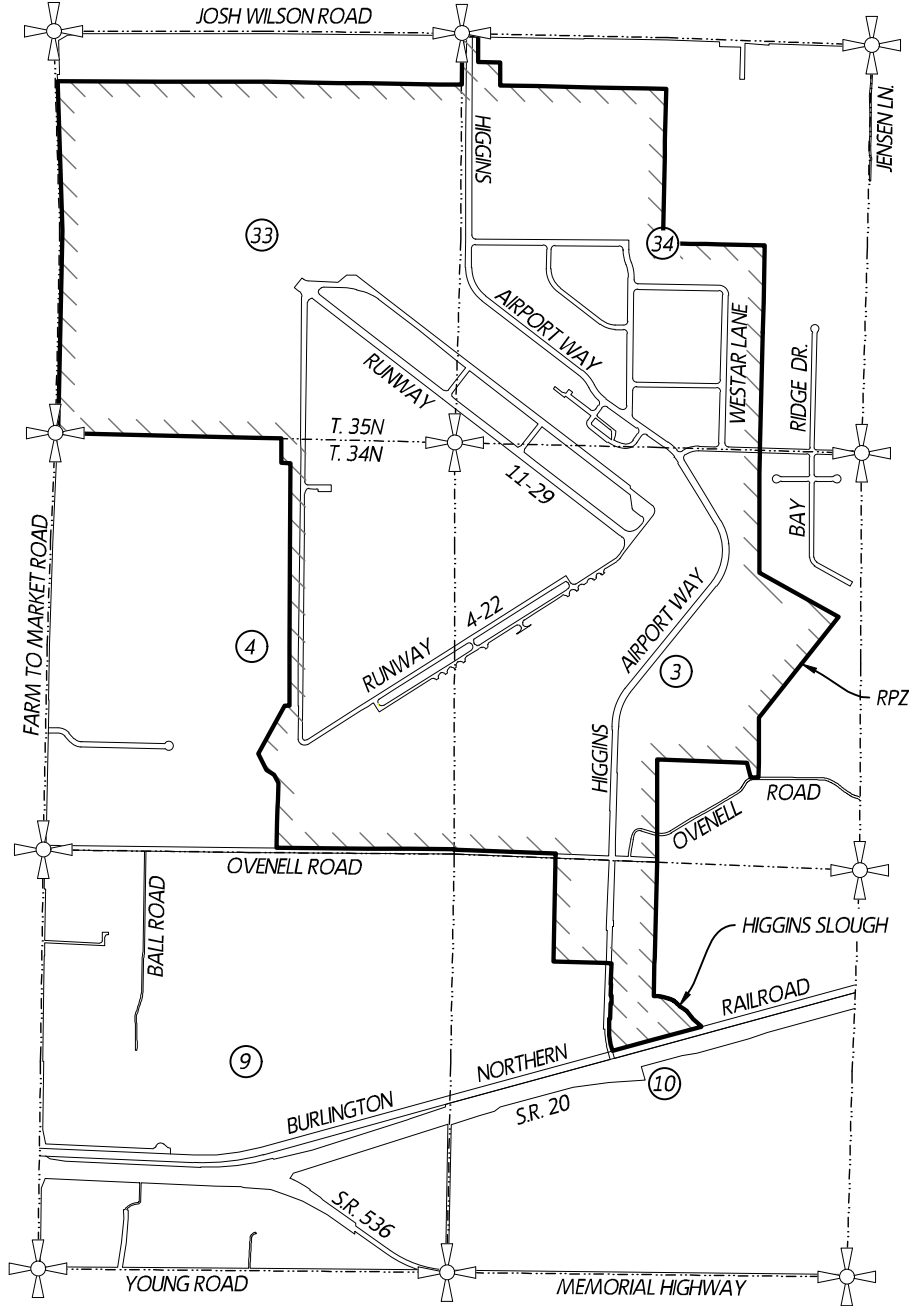 JOSH WILSON ROAD
HIGGINS
JENSEN LN.
33
34
AIRPORT WAY
WESTAR LANE
RIDGE DR.
RUNWAY
T. 35N
T. 34N
11-29
BAY
FARM TO MARKET ROAD
4-22
RUNWAY
AIRPORT WAY
4
3
RPZ
HIGGINS
ROAD
OVENELL
OVENELL ROAD
BALL ROAD
HIGGINS SLOUGH
RAILROAD
9
NORTHERN
10
BURLINGTON
S.R. 20
S.R. 536
YOUNG ROAD
MEMORIAL HIGHWAY